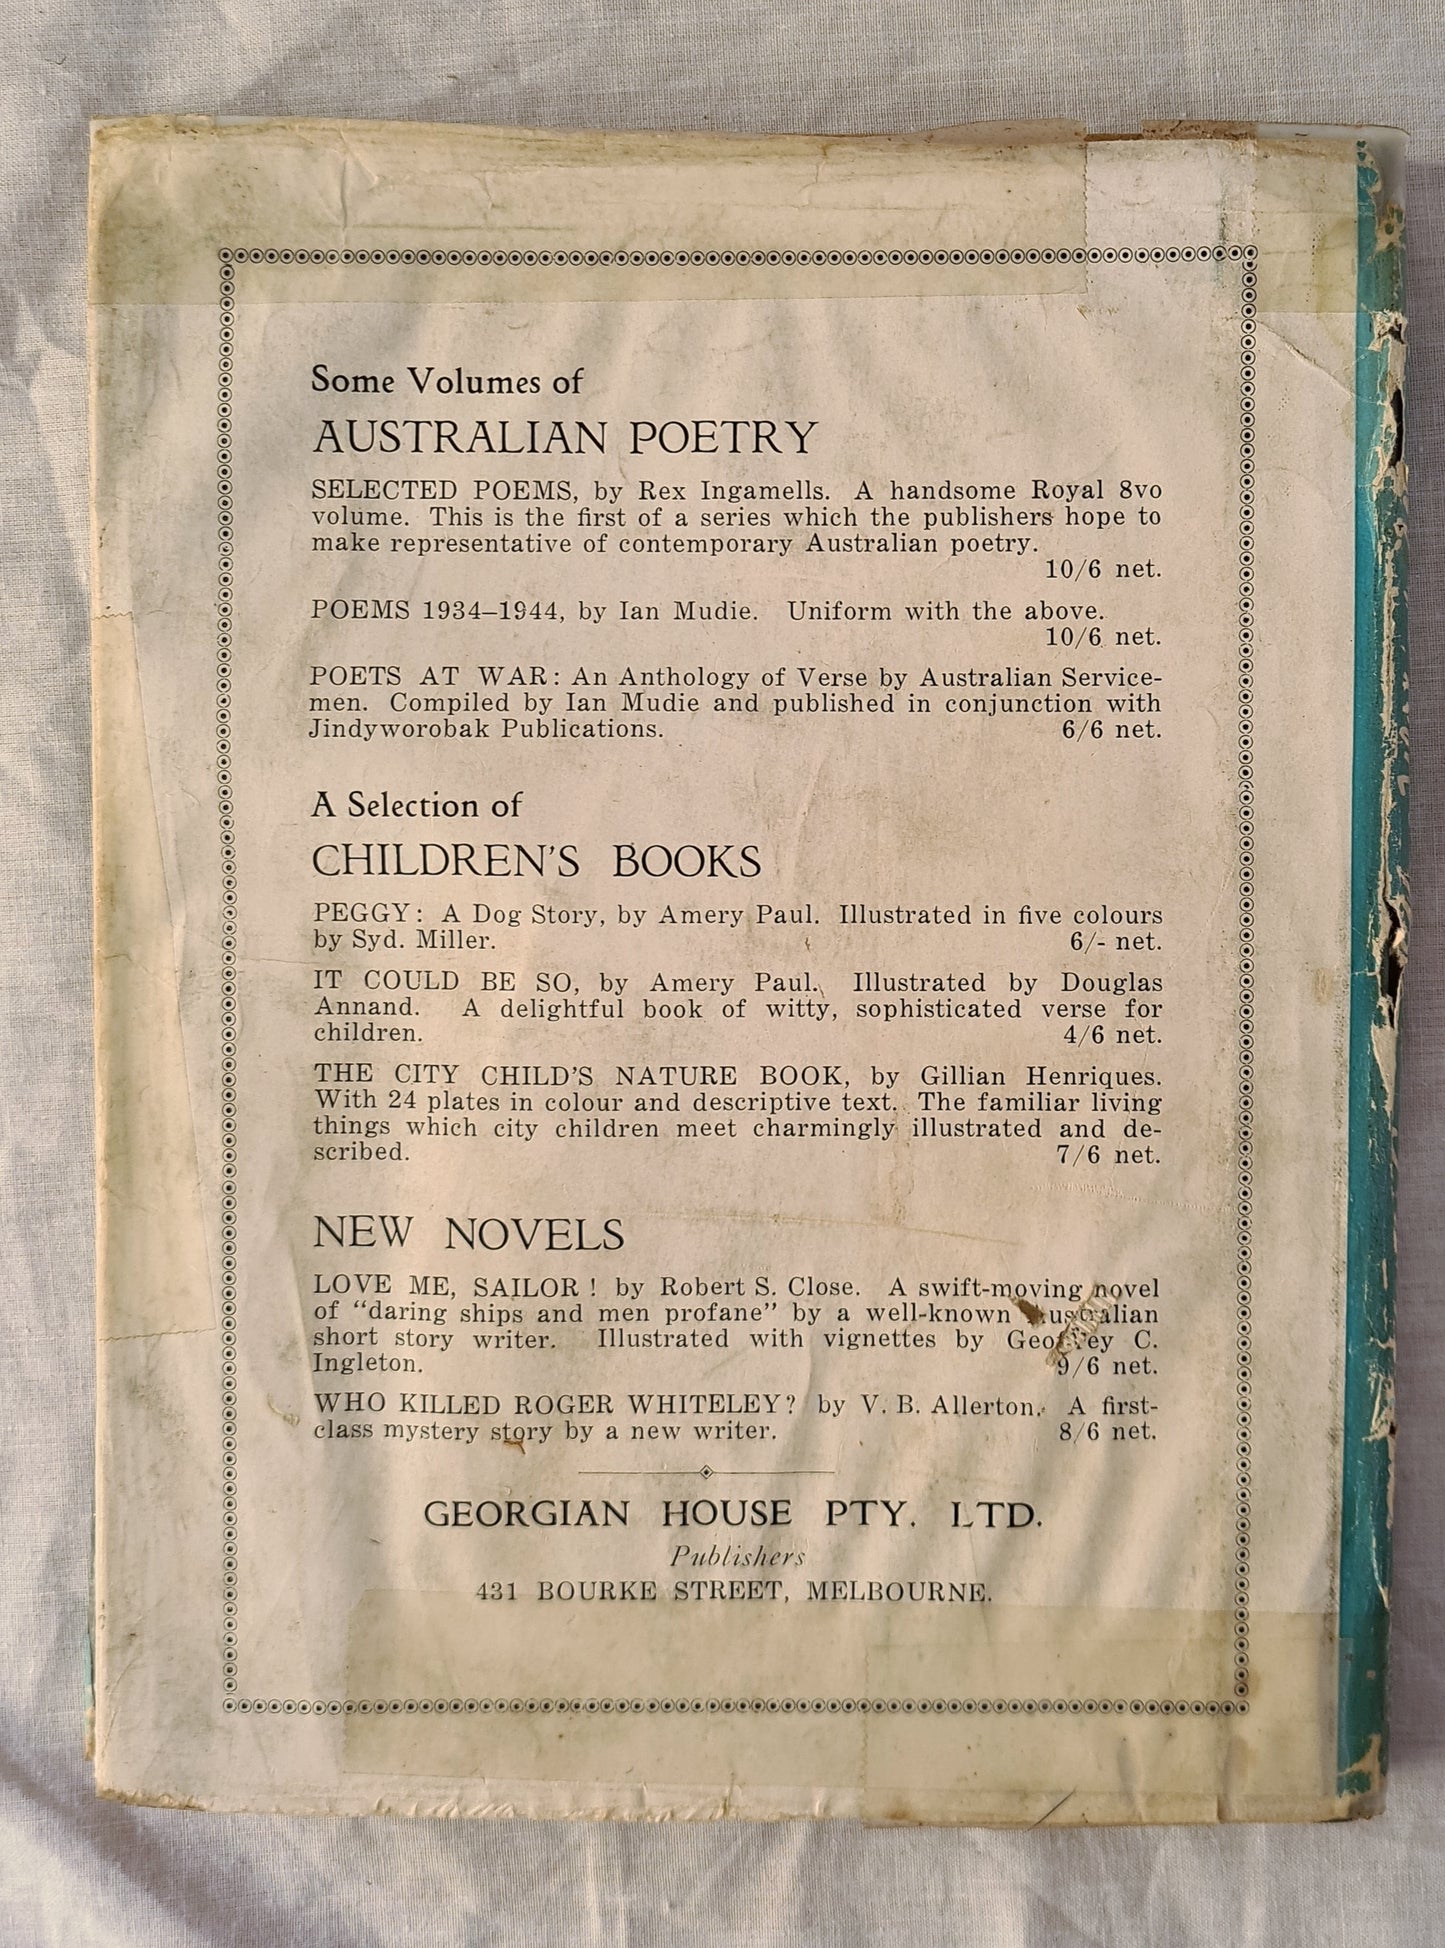 Some Volumes of
AUSTRALIAN POETRY
SELECTED POEMS, by Rex Ingamells. A handsome Royal 8vo
volume. This is the first of a series which the publishers hope to
make representative of contemporary Australian poetry.
10/6 net.
POEMS 1934–1944, by Ian Mudie. Uniform with the above.
10/6 net.
POETS AT WAR: An Anthology of Verse by Australian Service-
men. Compiled by Ian Mudie and published in conjunction with
Jindyworobak Publications. 6/6 net.
A Selection of
CHILDREN'S BOOKS
PEGGY: A Dog Story, by Amery Paul. Illustrated in five colours
by Syd. Miller. 6/- net.
IT COULD BE SO, by Amery Paul. Illustrated by Douglas
Annand. A delightful book of witty, sophisticated verse for
children. 4/6 net.
THE CITY CHILD'S NATURE BOOK, by Gillian Henriques.
With 24 plates in colour and descriptive text. The familiar living
things which city children meet charmingly illustrated and de-
scribed. 7/6 net.
NEW NOVELS
LOVE ME, SAILOR! by Robert S. Close. A swift-moving novel
of "daring ships and men profane" by a well-known Australian
short story writer. Illustrated with vignettes by Geoffrey C.
Ingleton. 9/6 net.
WHO KILLED ROGER WHITELEY? by V. B. Allerton. A first-
class mystery story by a new writer. 8/6 net.
GEORGIAN HOUSE PTY. LTD.
Publishers
431 BOURKE STREET, MELBOURNE.